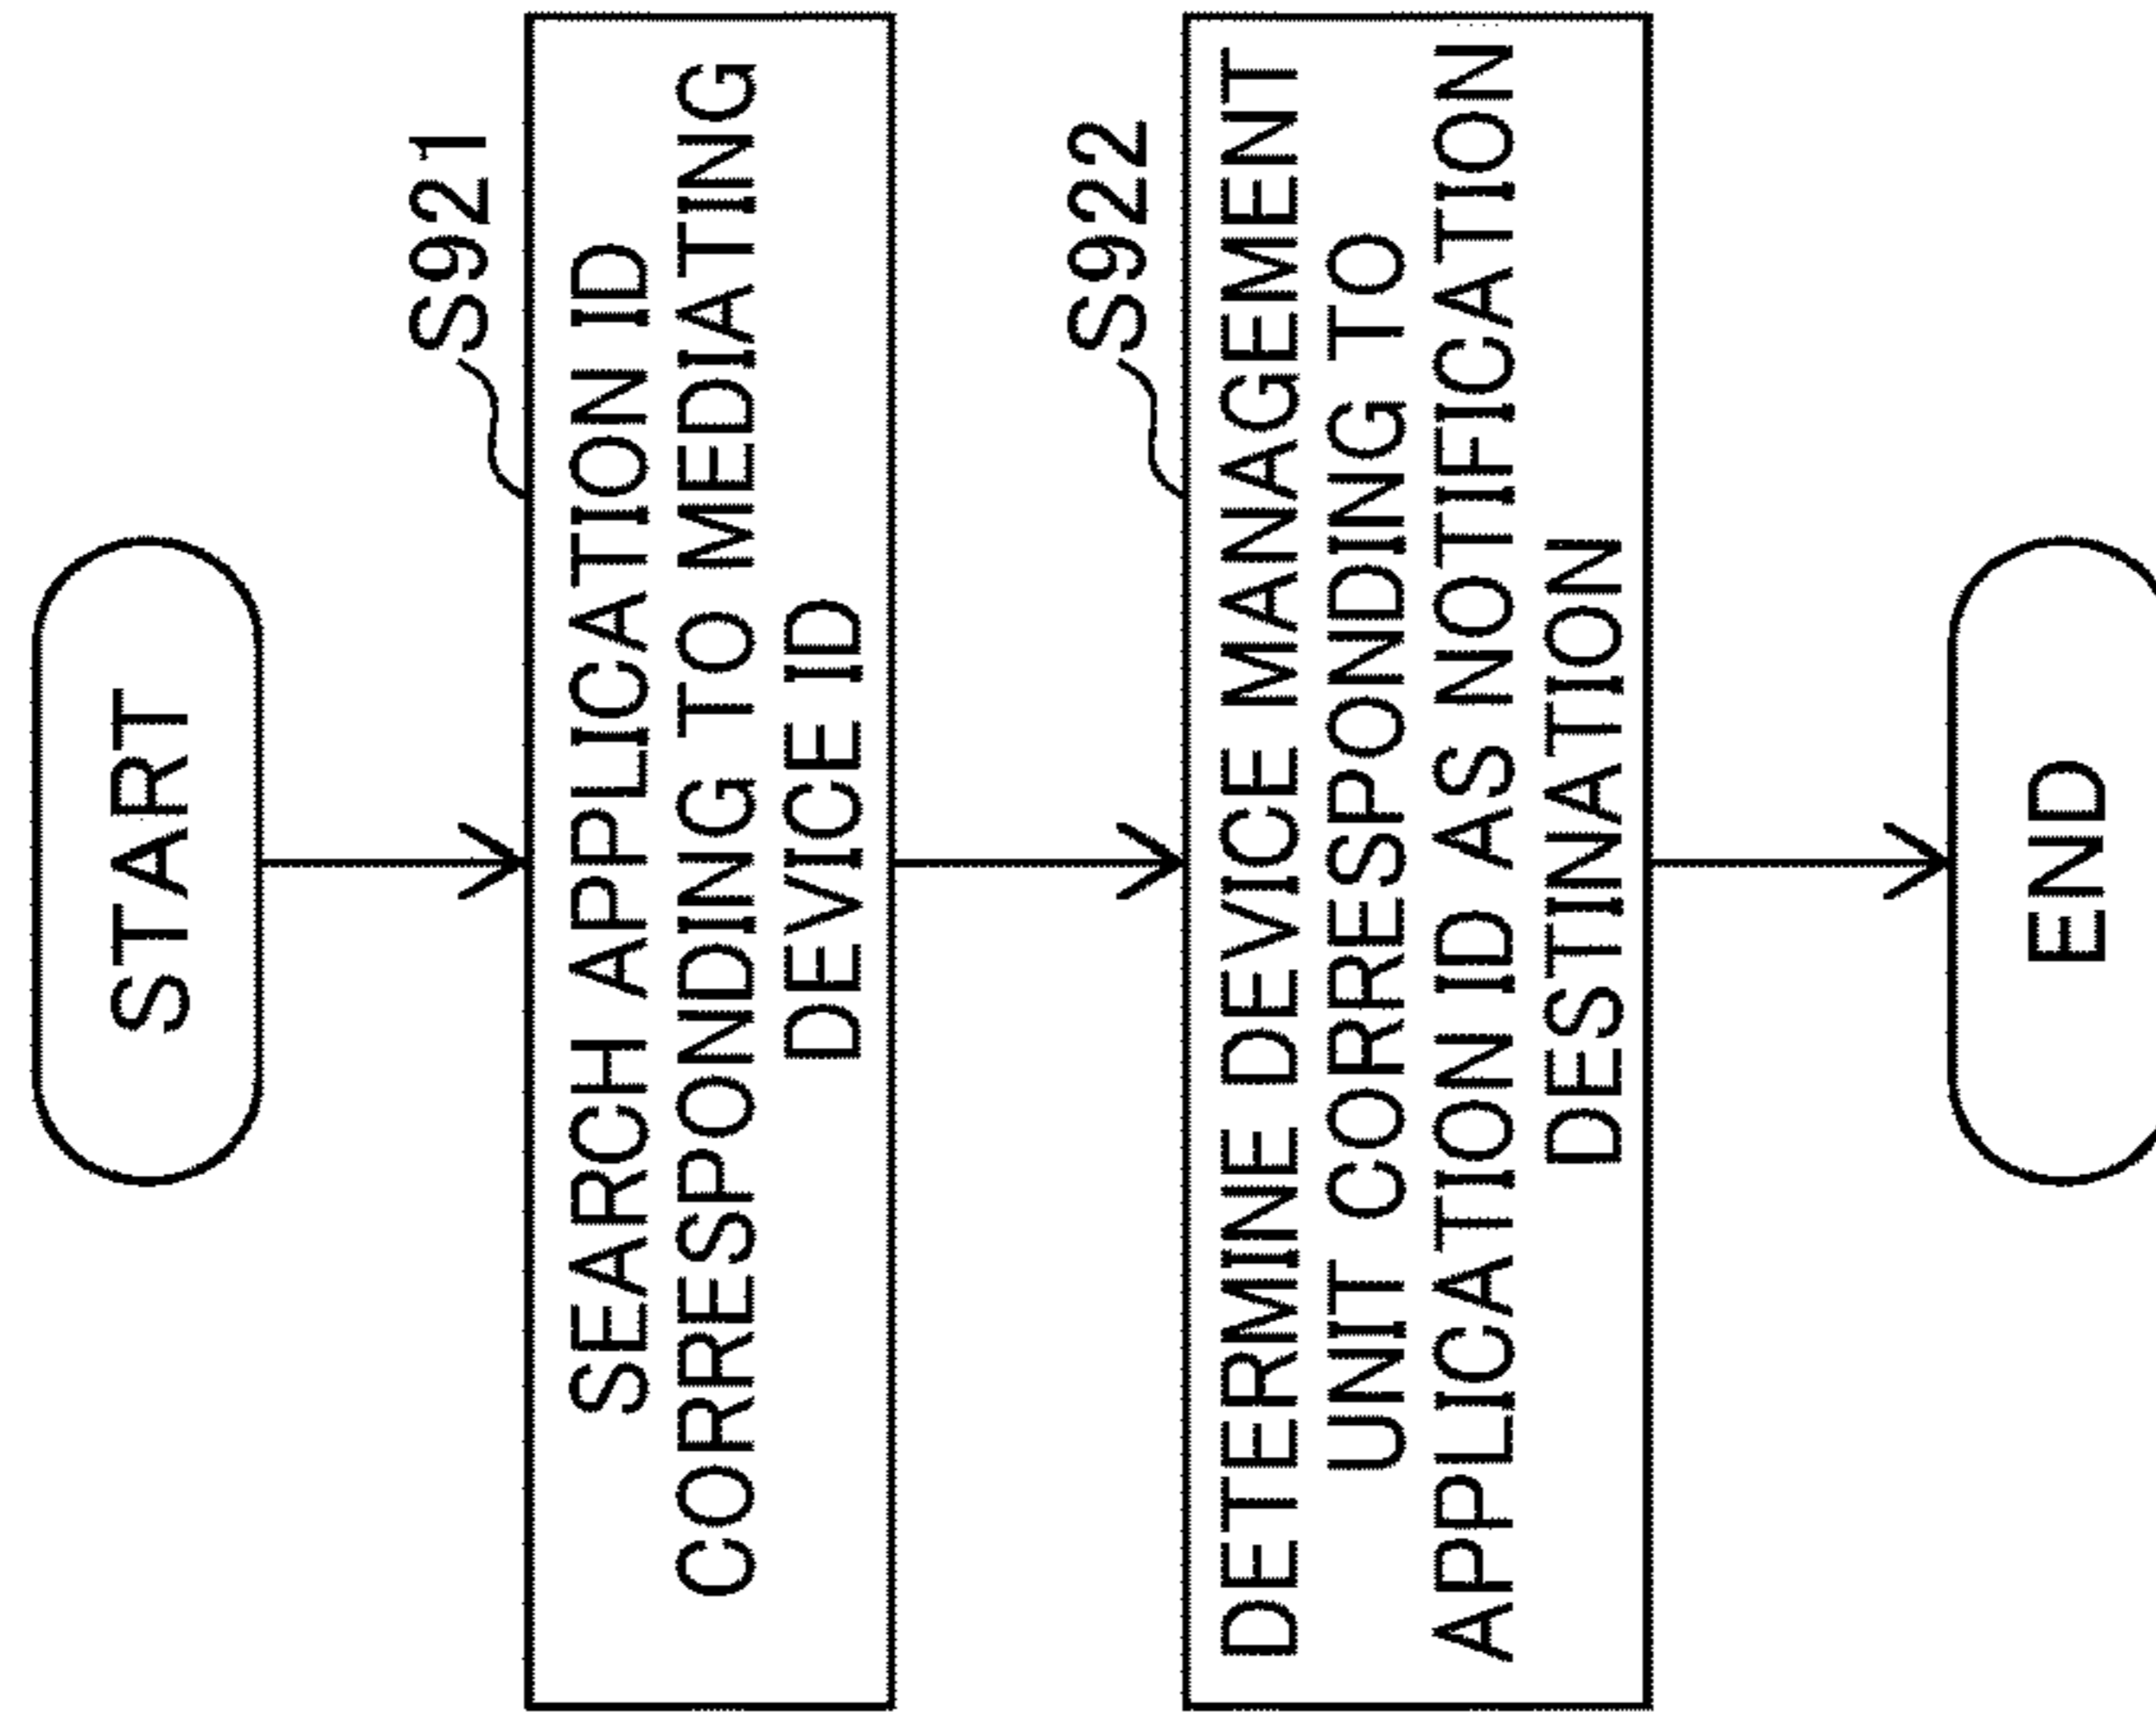 START
S921
SEARCH APPLICATION ID
CORRESPONDING TO MEDIATING
DEVICE ID
S922
DETERMINE DEVICE MANAGEMENT
UNIT CORRESPONDING TO
APPLICATION ID AS NOTIFICATION
DESTINATION
END